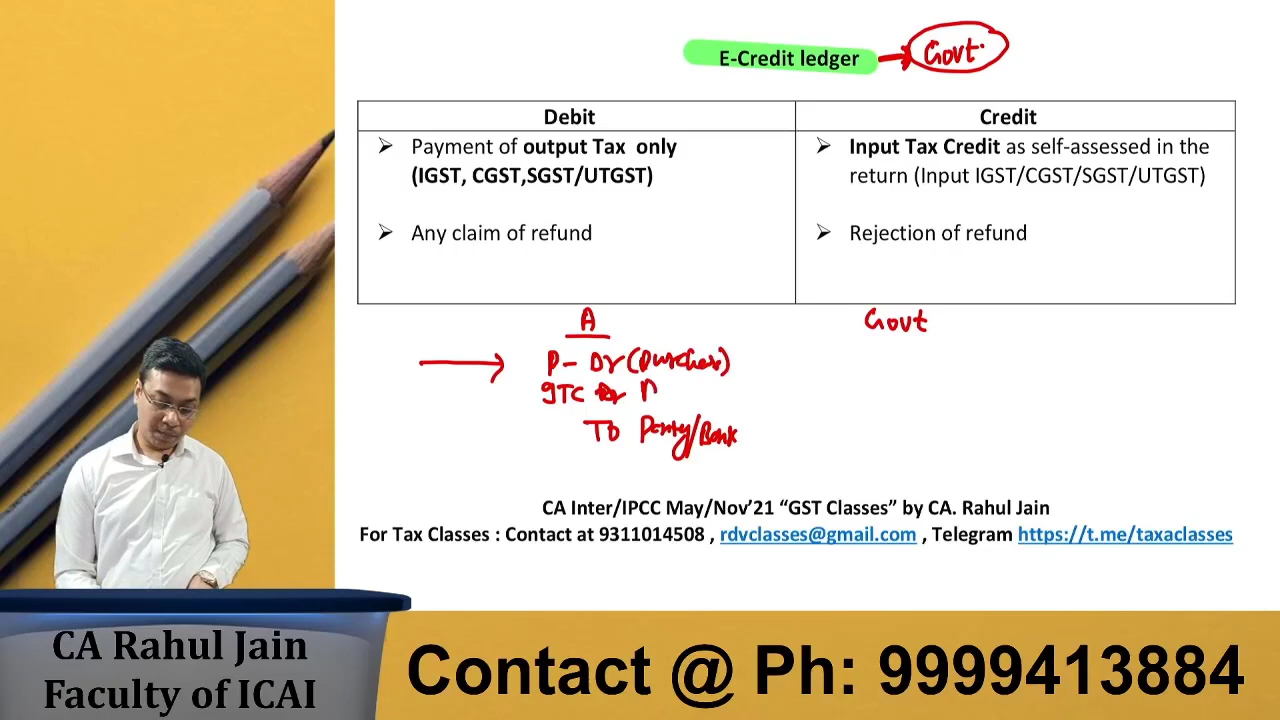 E-Credit ledger
Govt.
Debit
Credit
➢ Payment of output Tax only
(IGST, CGST,SGST/UTGST)
➢ Any claim of refund
➢ Input Tax Credit as self-assessed in the
return (Input IGST/CGST/SGST/UTGST)
➢ Rejection of refund
A
Govt
P- Dr (purchases)
ITC Dr
To Party/Bank
CA Inter/IPCC May/Nov’21 “GST Classes” by CA. Rahul Jain
For Tax Classes : Contact at 9311014508 , rdvclasses@gmail.com , Telegram https://t.me/taxaclasses
CA Rahul Jain
Faculty of ICAI
Contact @ Ph: 9999413884